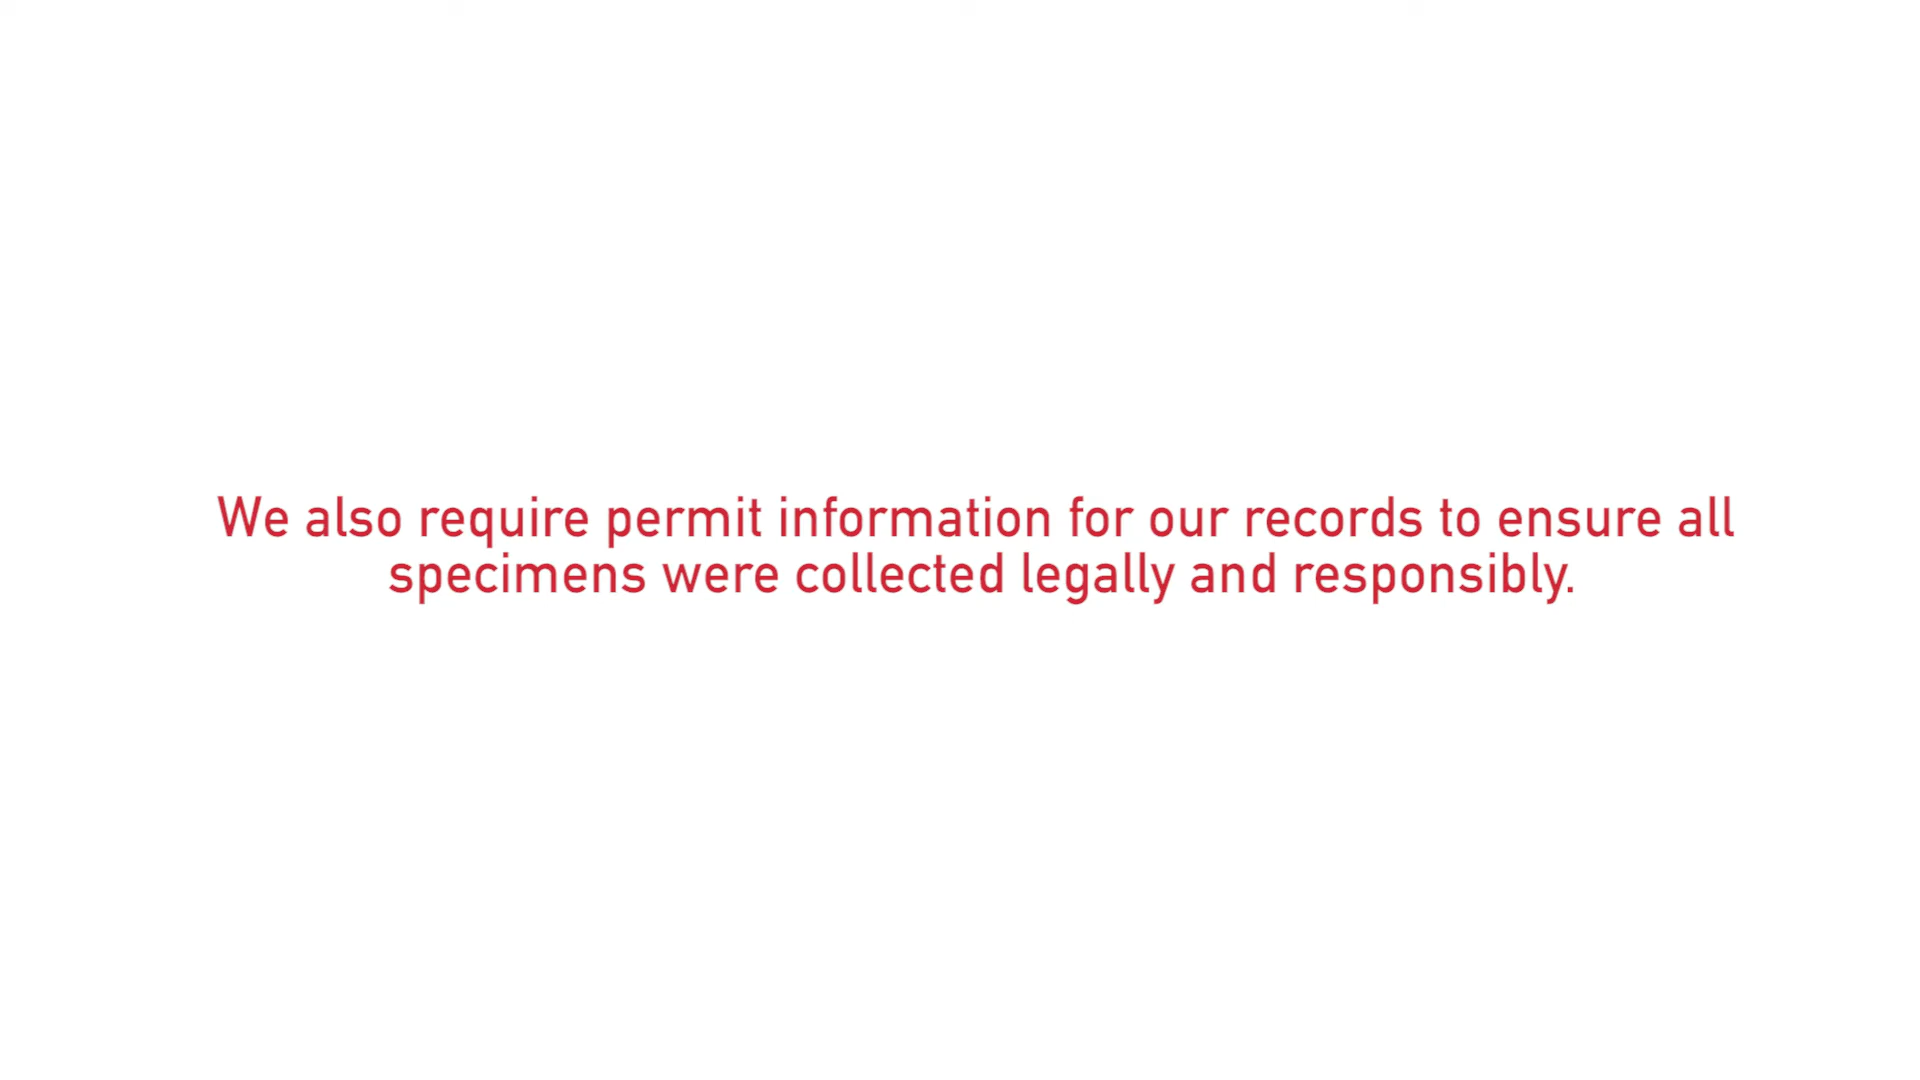 We also require permit information for our records to ensure all
specimens were collected legally and responsibly.